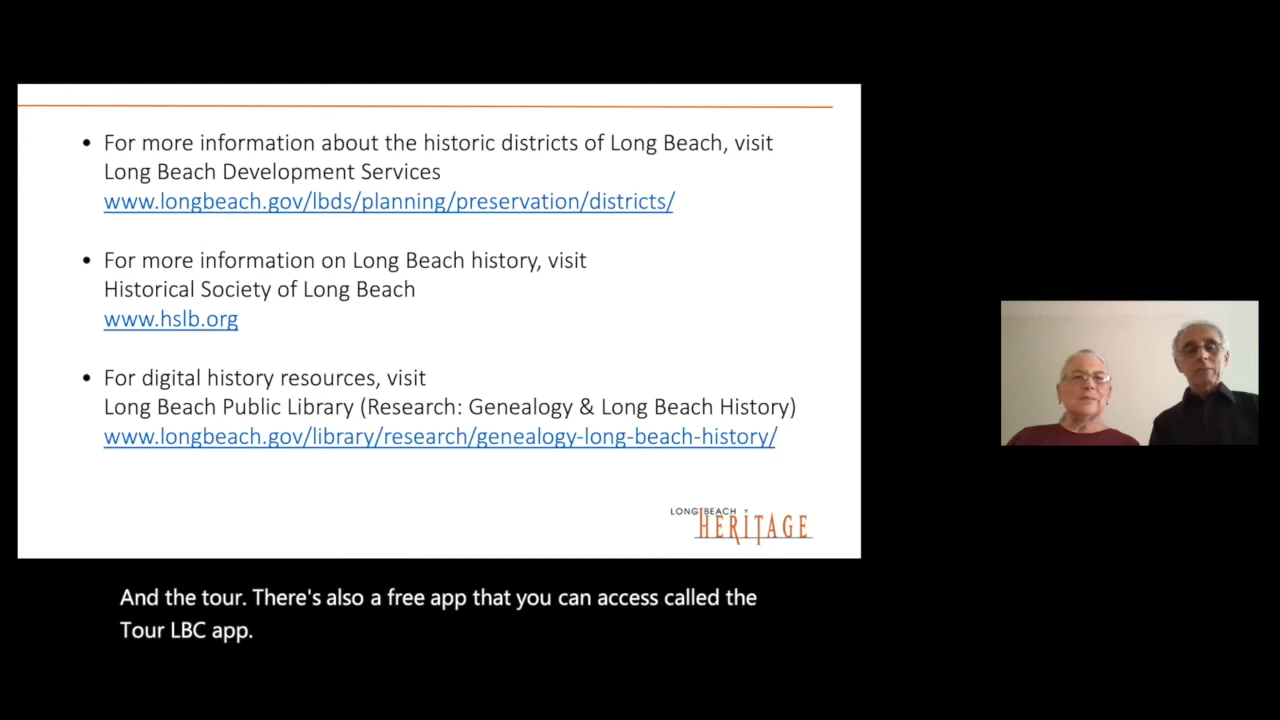 • For more information about the historic districts of Long Beach, visit
Long Beach Development Services
www.longbeach.gov/lbds/planning/preservation/districts/
• For more information on Long Beach history, visit
Historical Society of Long Beach
www.hslb.org
• For digital history resources, visit
Long Beach Public Library (Research: Genealogy & Long Beach History)
www.longbeach.gov/library/research/genealogy-long-beach-history/
LONG BEACH
HERITAGE
And the tour. There's also a free app that you can access called the
Tour LBC app.